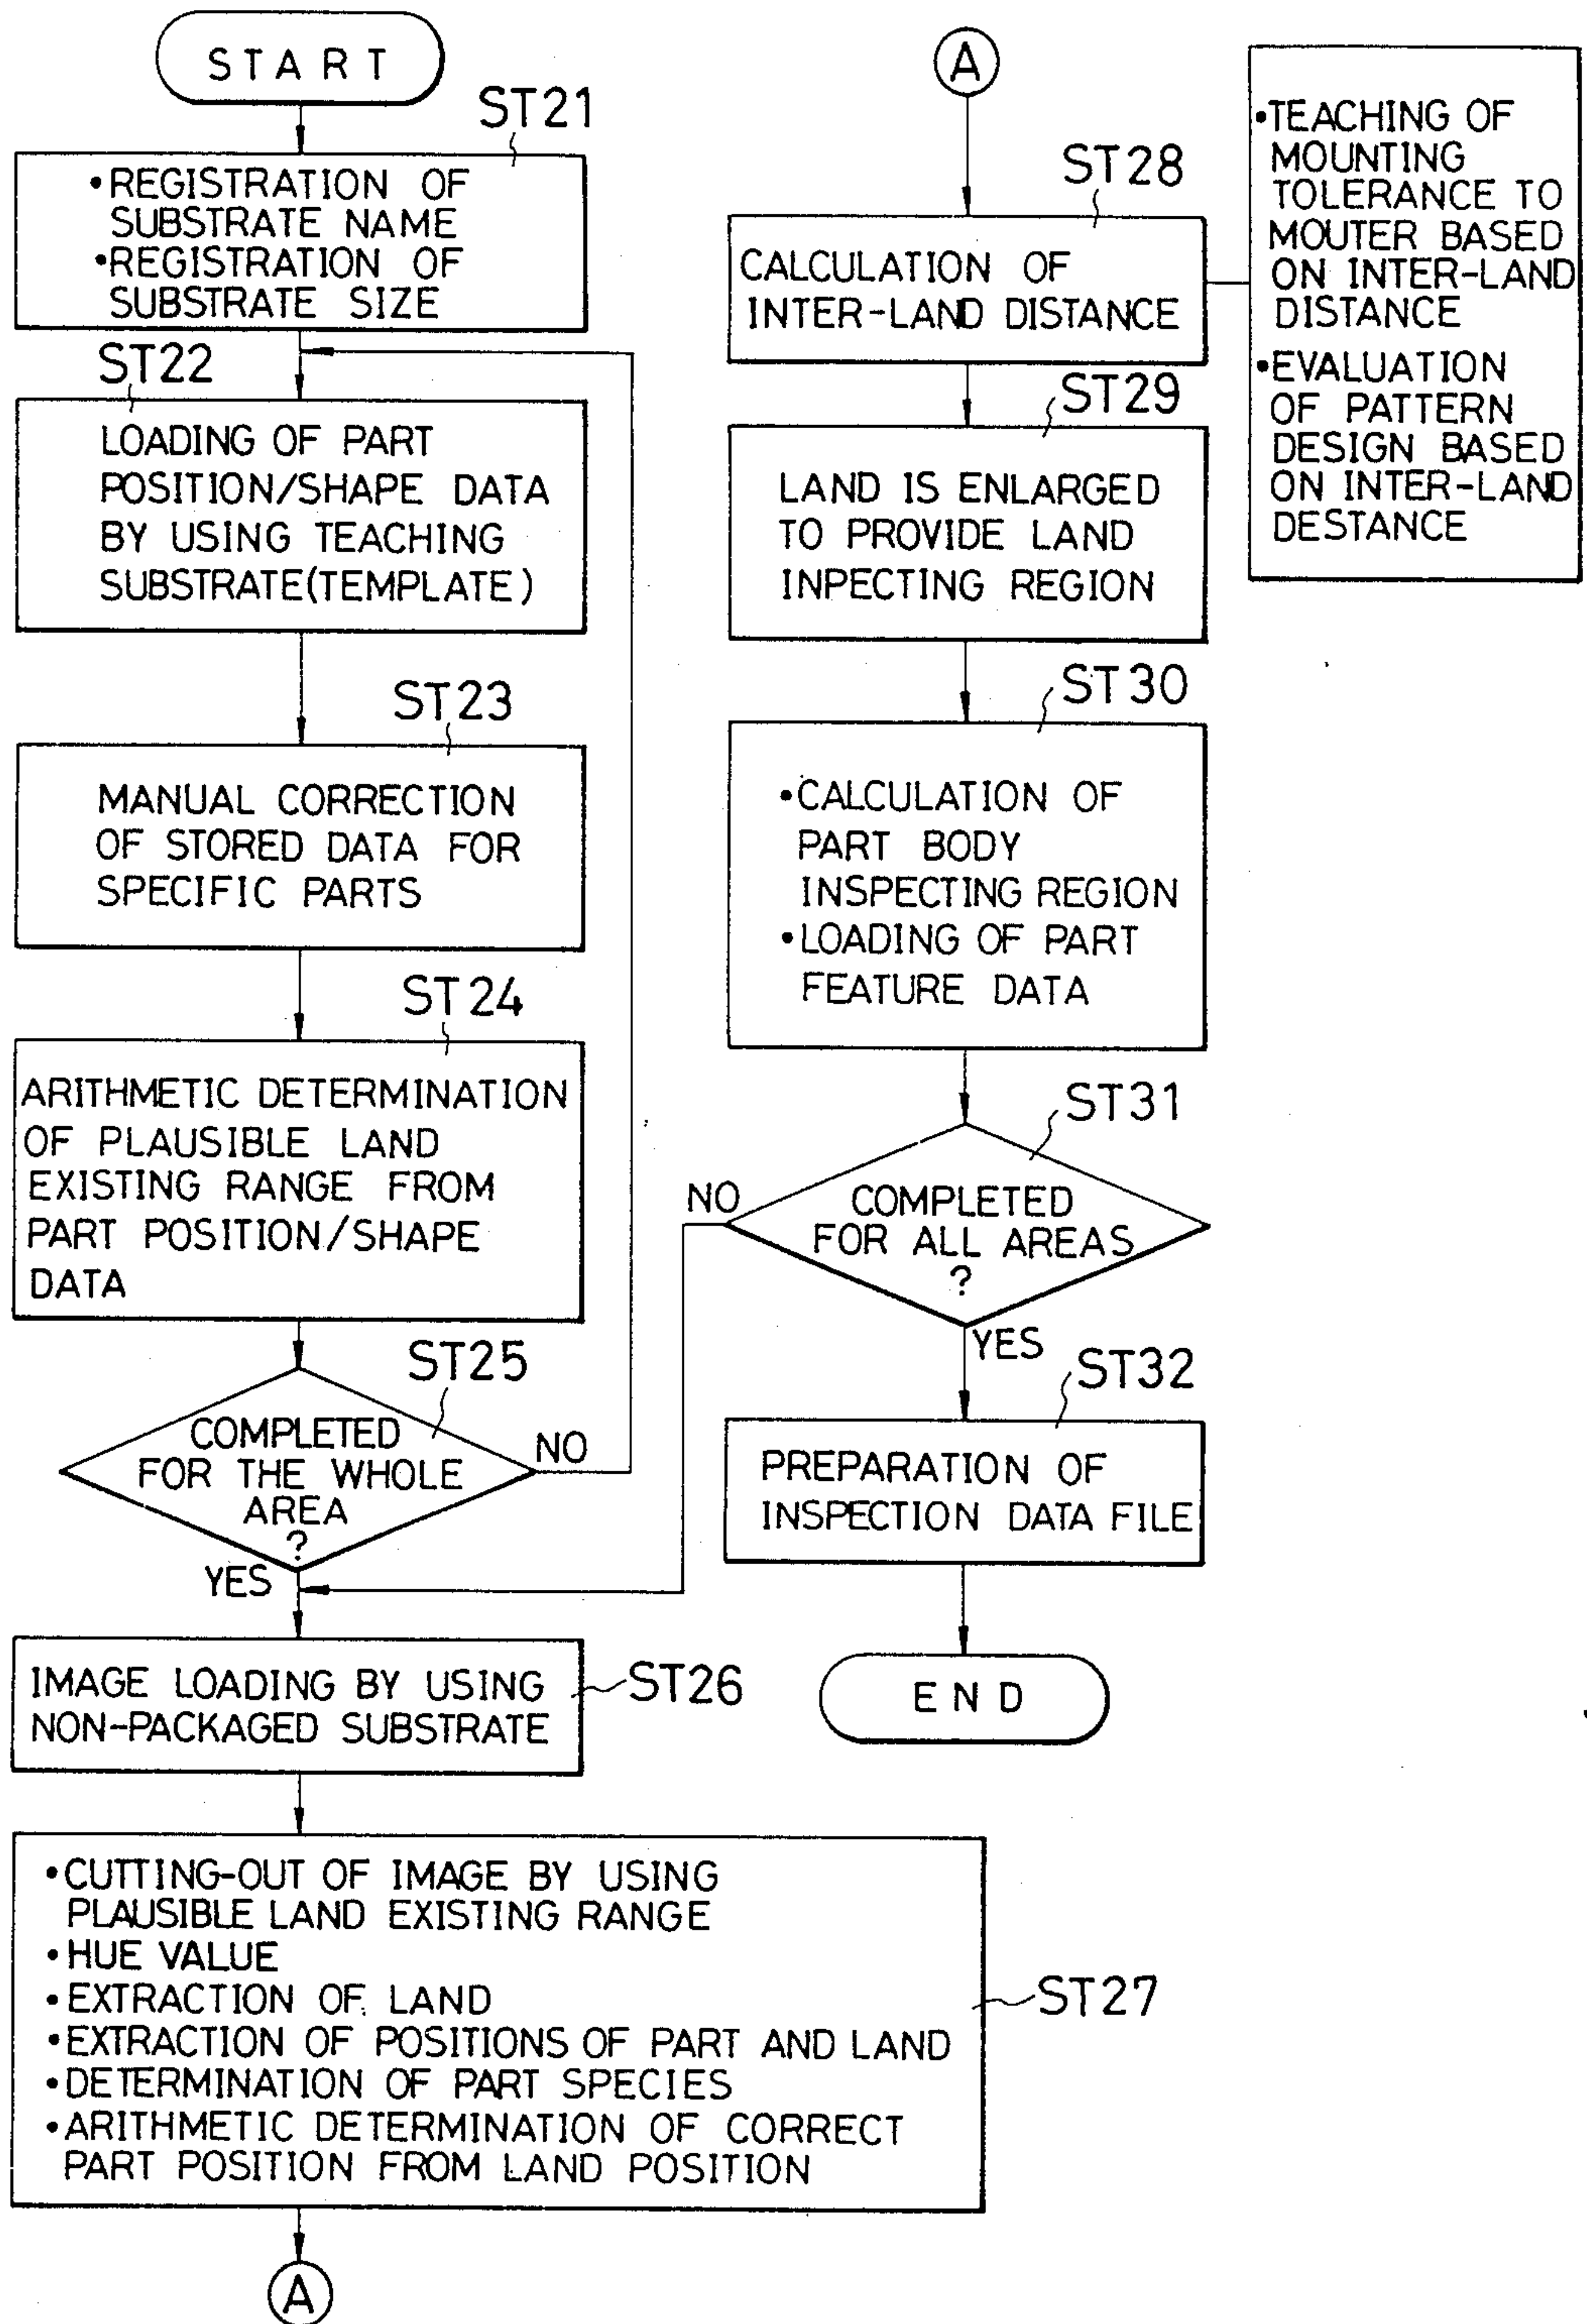 START
ST21
•REGISTRATION OF
SUBSTRATE NAME
•REGISTRATION OF
SUBSTRATE SIZE
ST22
LOADING OF PART
POSITION/SHAPE DATA
BY USING TEACHING
SUBSTRATE(TEMPLATE)
ST23
MANUAL CORRECTION
OF STORED DATA FOR
SPECIFIC PARTS
ST24
ARITHMETIC DETERMINATION
OF PLAUSIBLE LAND
EXISTING RANGE FROM
PART POSITION/SHAPE
DATA
ST25
COMPLETED
FOR THE WHOLE
AREA
?
NO
YES
IMAGE LOADING BY USING
NON-PACKAGED SUBSTRATE
ST26
•CUTTING-OUT OF IMAGE BY USING
PLAUSIBLE LAND EXISTING RANGE
•HUE VALUE
•EXTRACTION OF LAND
•EXTRACTION OF POSITIONS OF PART AND LAND
•DETERMINATION OF PART SPECIES
•ARITHMETIC DETERMINATION OF CORRECT
PART POSITION FROM LAND POSITION
ST27
A
A
ST28
CALCULATION OF
INTER-LAND DISTANCE
•TEACHING OF
MOUNTING
TOLERANCE TO
MOUTER BASED
ON INTER-LAND
DISTANCE
•EVALUATION
OF PATTERN
DESIGN BASED
ON INTER-LAND
DESTANCE
ST29
LAND IS ENLARGED
TO PROVIDE LAND
INPECTING REGION
ST30
•CALCULATION OF
PART BODY
INSPECTING REGION
•LOADING OF PART
FEATURE DATA
ST31
COMPLETED
FOR ALL AREAS
?
NO
YES
ST32
PREPARATION OF
INSPECTION DATA FILE
END